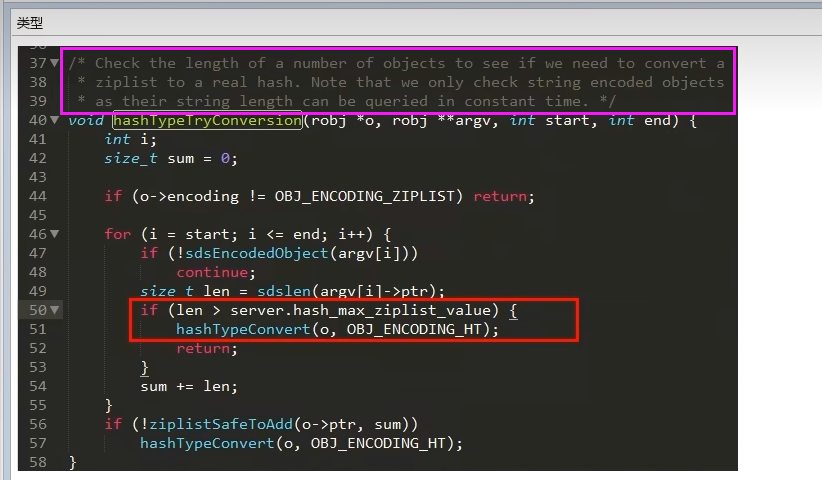 类型
37 /* Check the length of a number of objects to see if we need to convert a
38 * ziplist to a real hash. Note that we only check string encoded objects
39 * as their string length can be queried in constant time. */
40 void hashTypeTryConversion(robj *o, robj **argv, int start, int end) {
41 int i;
42 size_t sum = 0;
43
44 if (o->encoding != OBJ_ENCODING_ZIPLIST) return;
45
46 for (i = start; i <= end; i++) {
47 if (!sdsEncodedObject(argv[i]))
48 continue;
49 size_t len = sdslen(argv[i]->ptr);
50 if (len > server.hash_max_ziplist_value) {
51 hashTypeConvert(o, OBJ_ENCODING_HT);
52 return;
53 }
54 sum += len;
55 }
56 if (!ziplistSafeToAdd(o->ptr, sum))
57 hashTypeConvert(o, OBJ_ENCODING_HT);
58 }